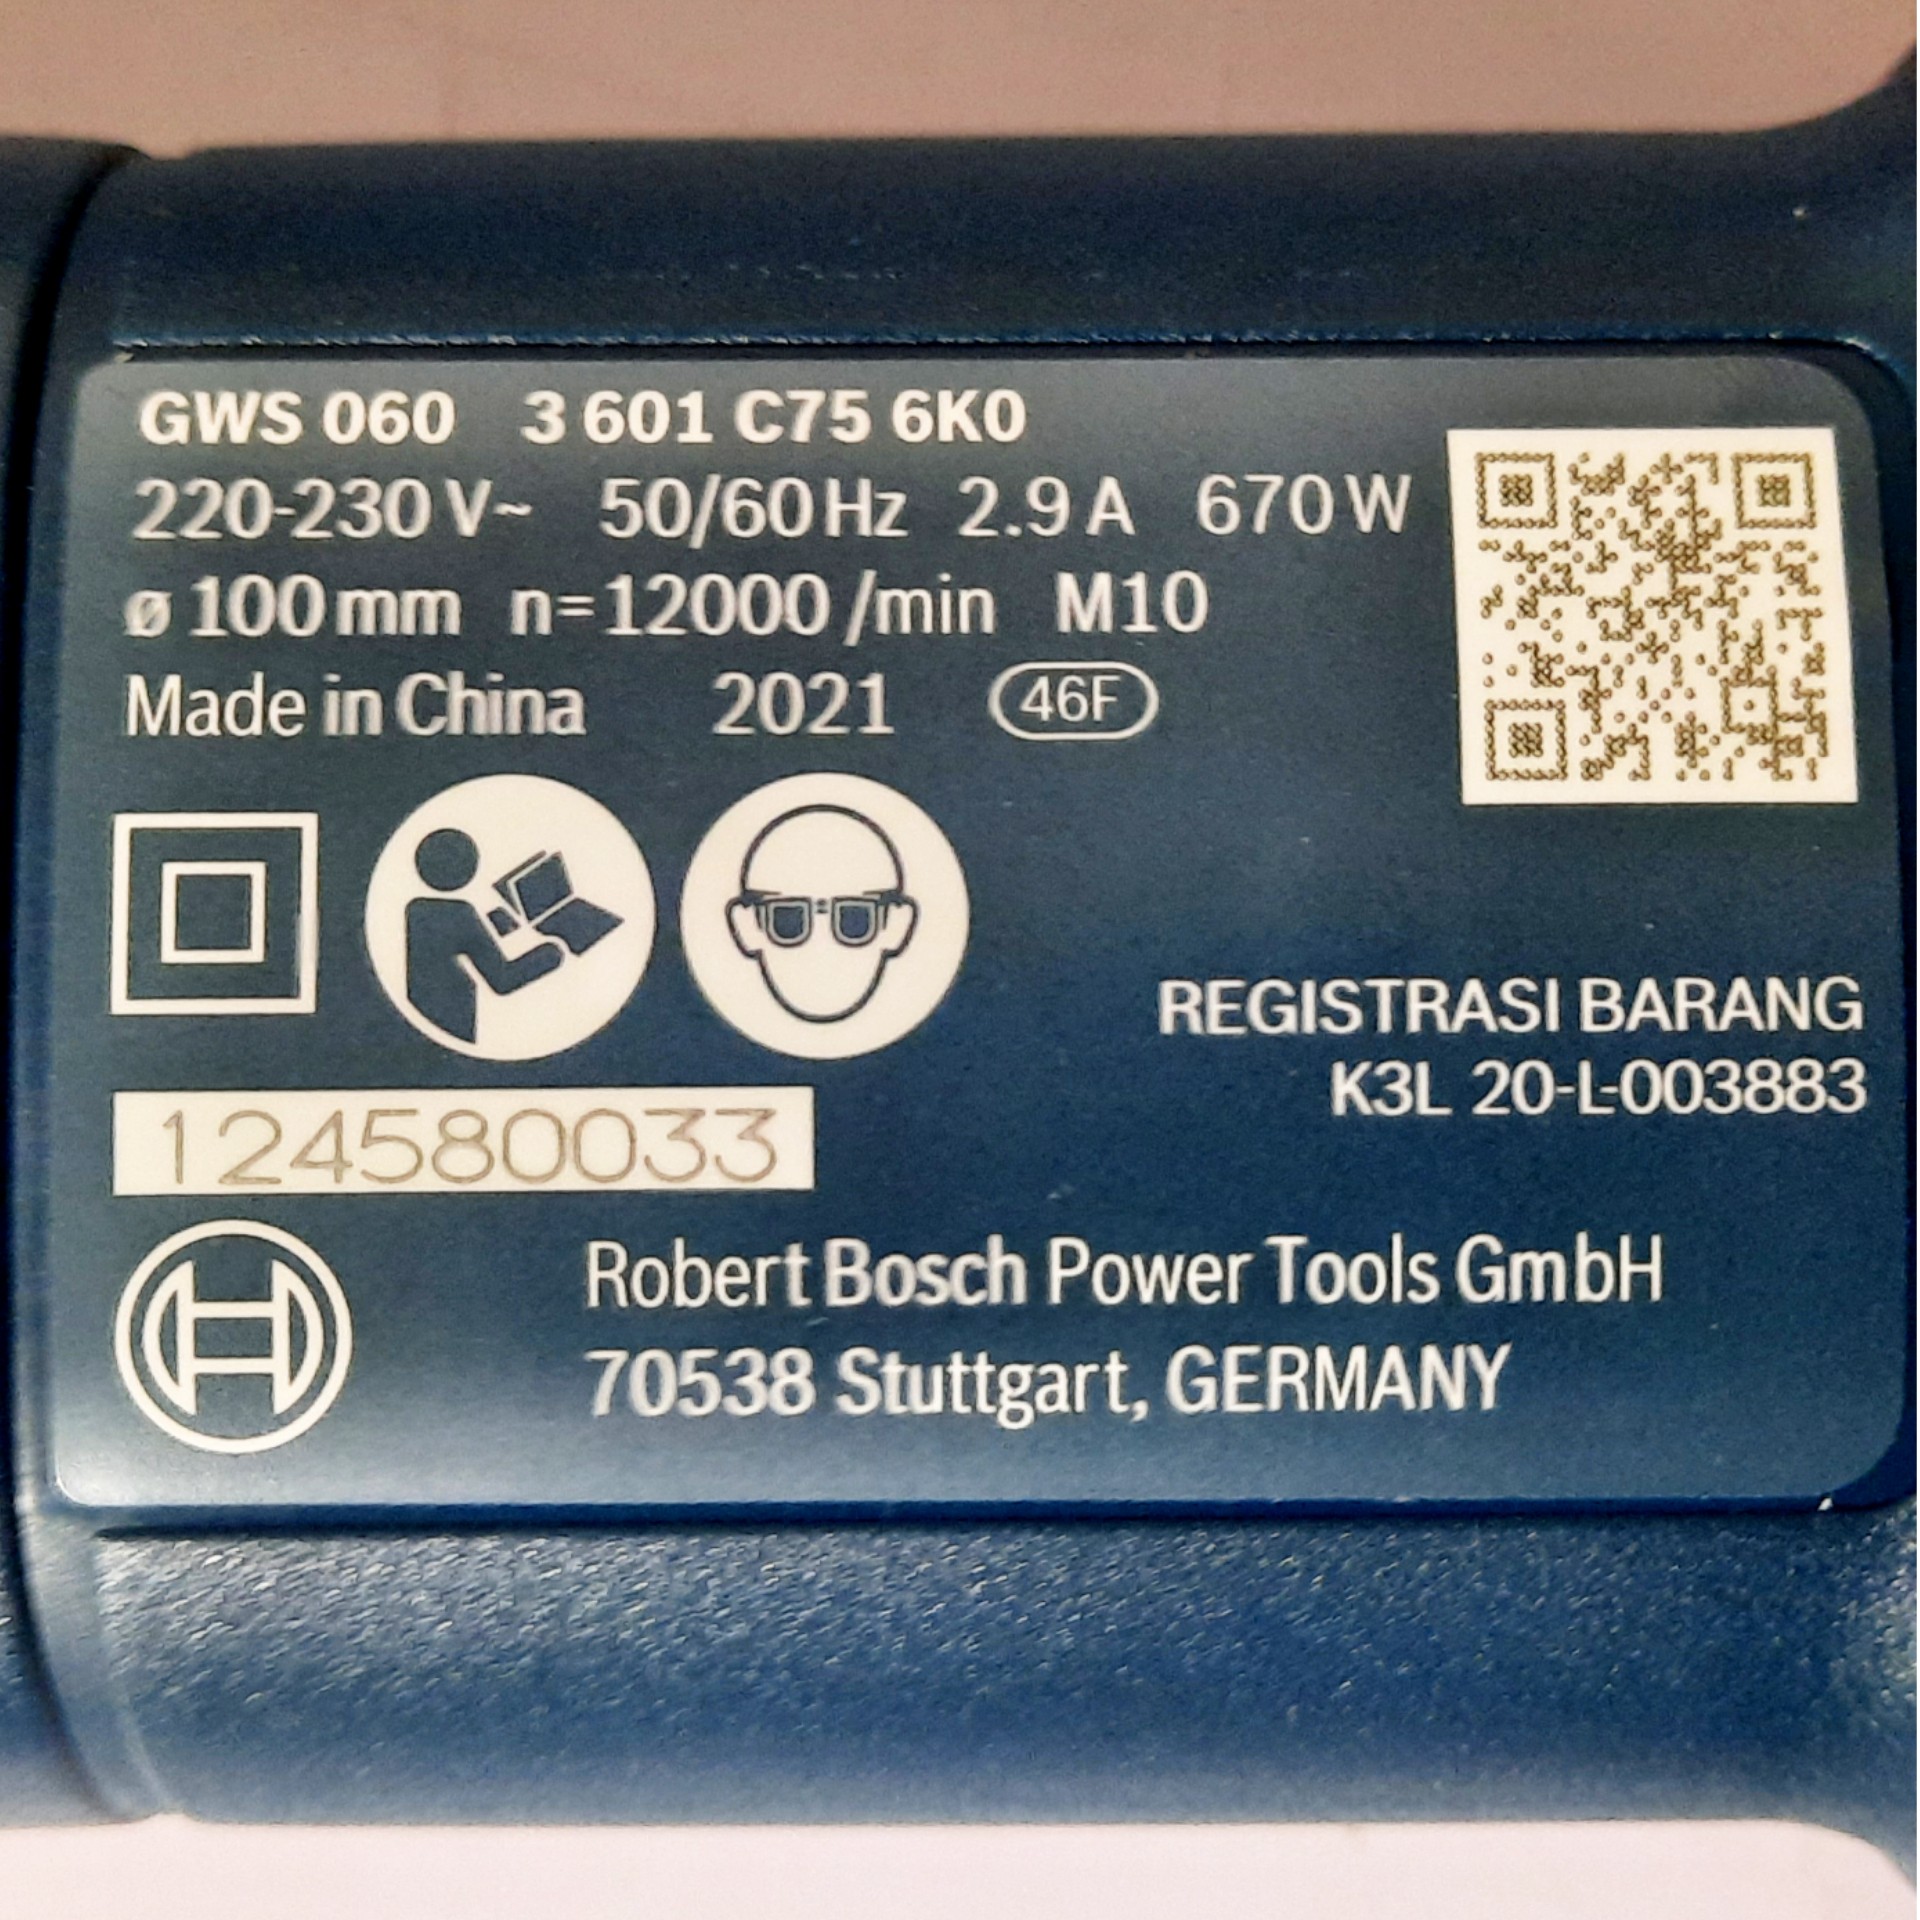 GWS 060 3 601 C75 6K0
220-230 V~ 50/60 Hz 2.9 A 670 W
ø 100 mm n=12000 /min M10
Made in China 2021 46F
REGISTRASI BARANG
K3L 20-L-003883
124580033
Robert Bosch Power Tools GmbH
70538 Stuttgart, GERMANY